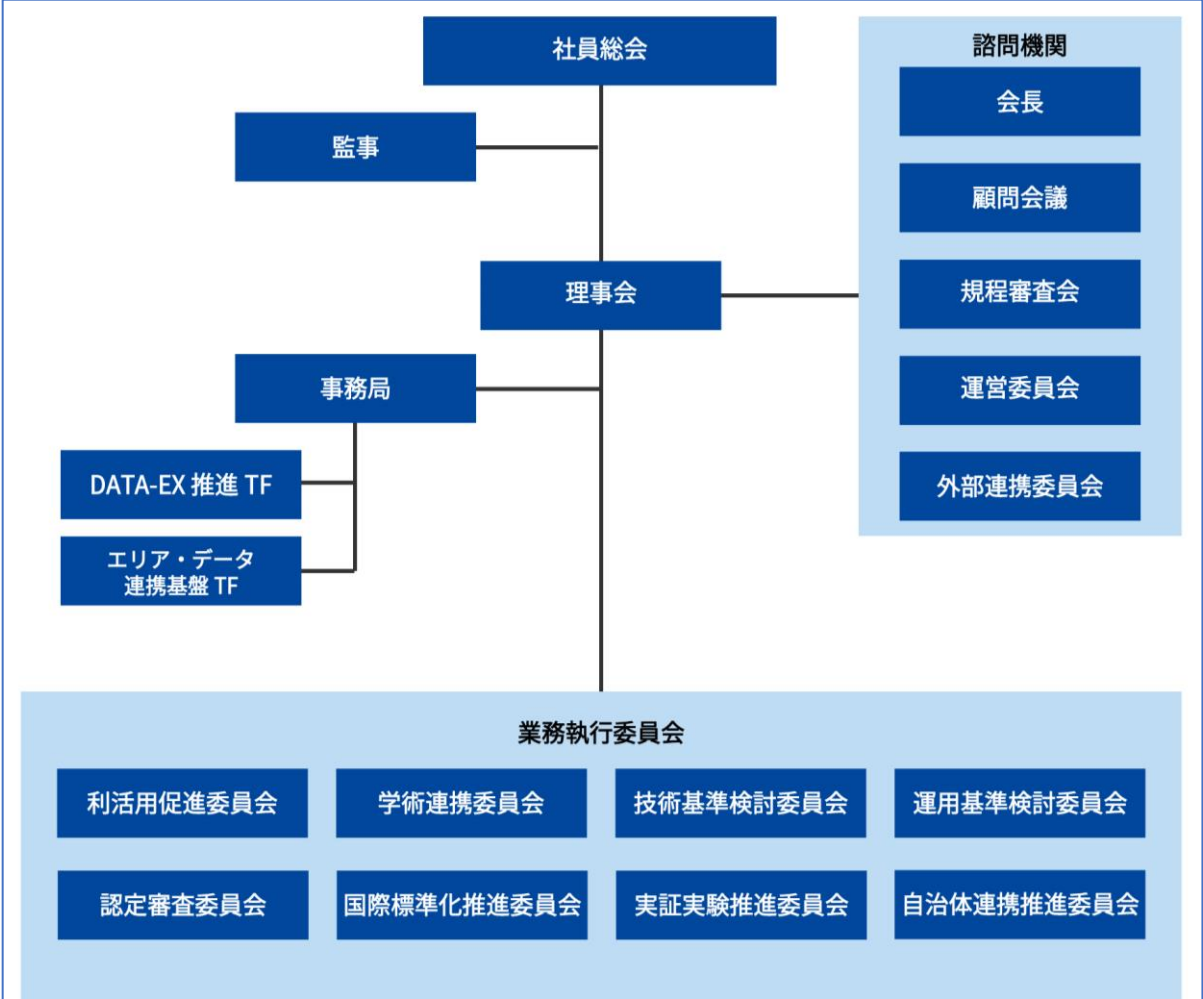 社員総会
監事
理事会
事務局
DATA-EX 推進 TF
エリア・データ
連携基盤 TF
諮問機関
会長
顧問会議
規程審査会
運営委員会
外部連携委員会
業務執行委員会
利活用促進委員会
学術連携委員会
技術基準検討委員会
運用基準検討委員会
認定審査委員会
国際標準化推進委員会
実証実験推進委員会
自治体連携推進委員会